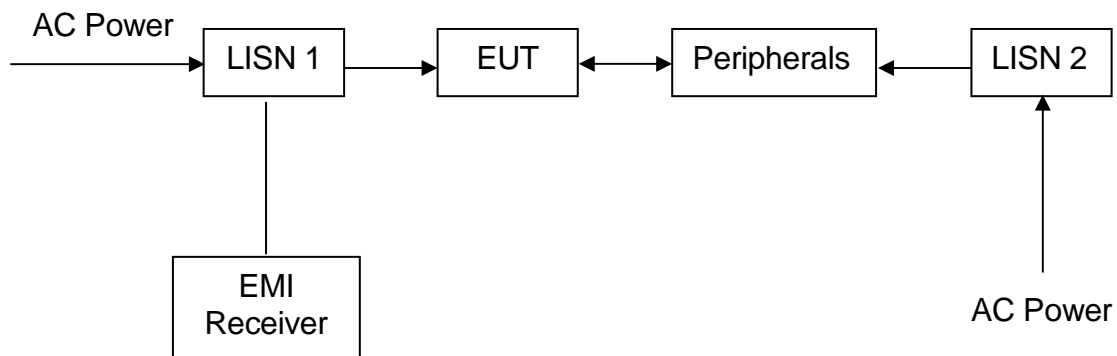 AC Power
LISN 1
EUT
Peripherals
LISN 2
EMI
Receiver
AC Power